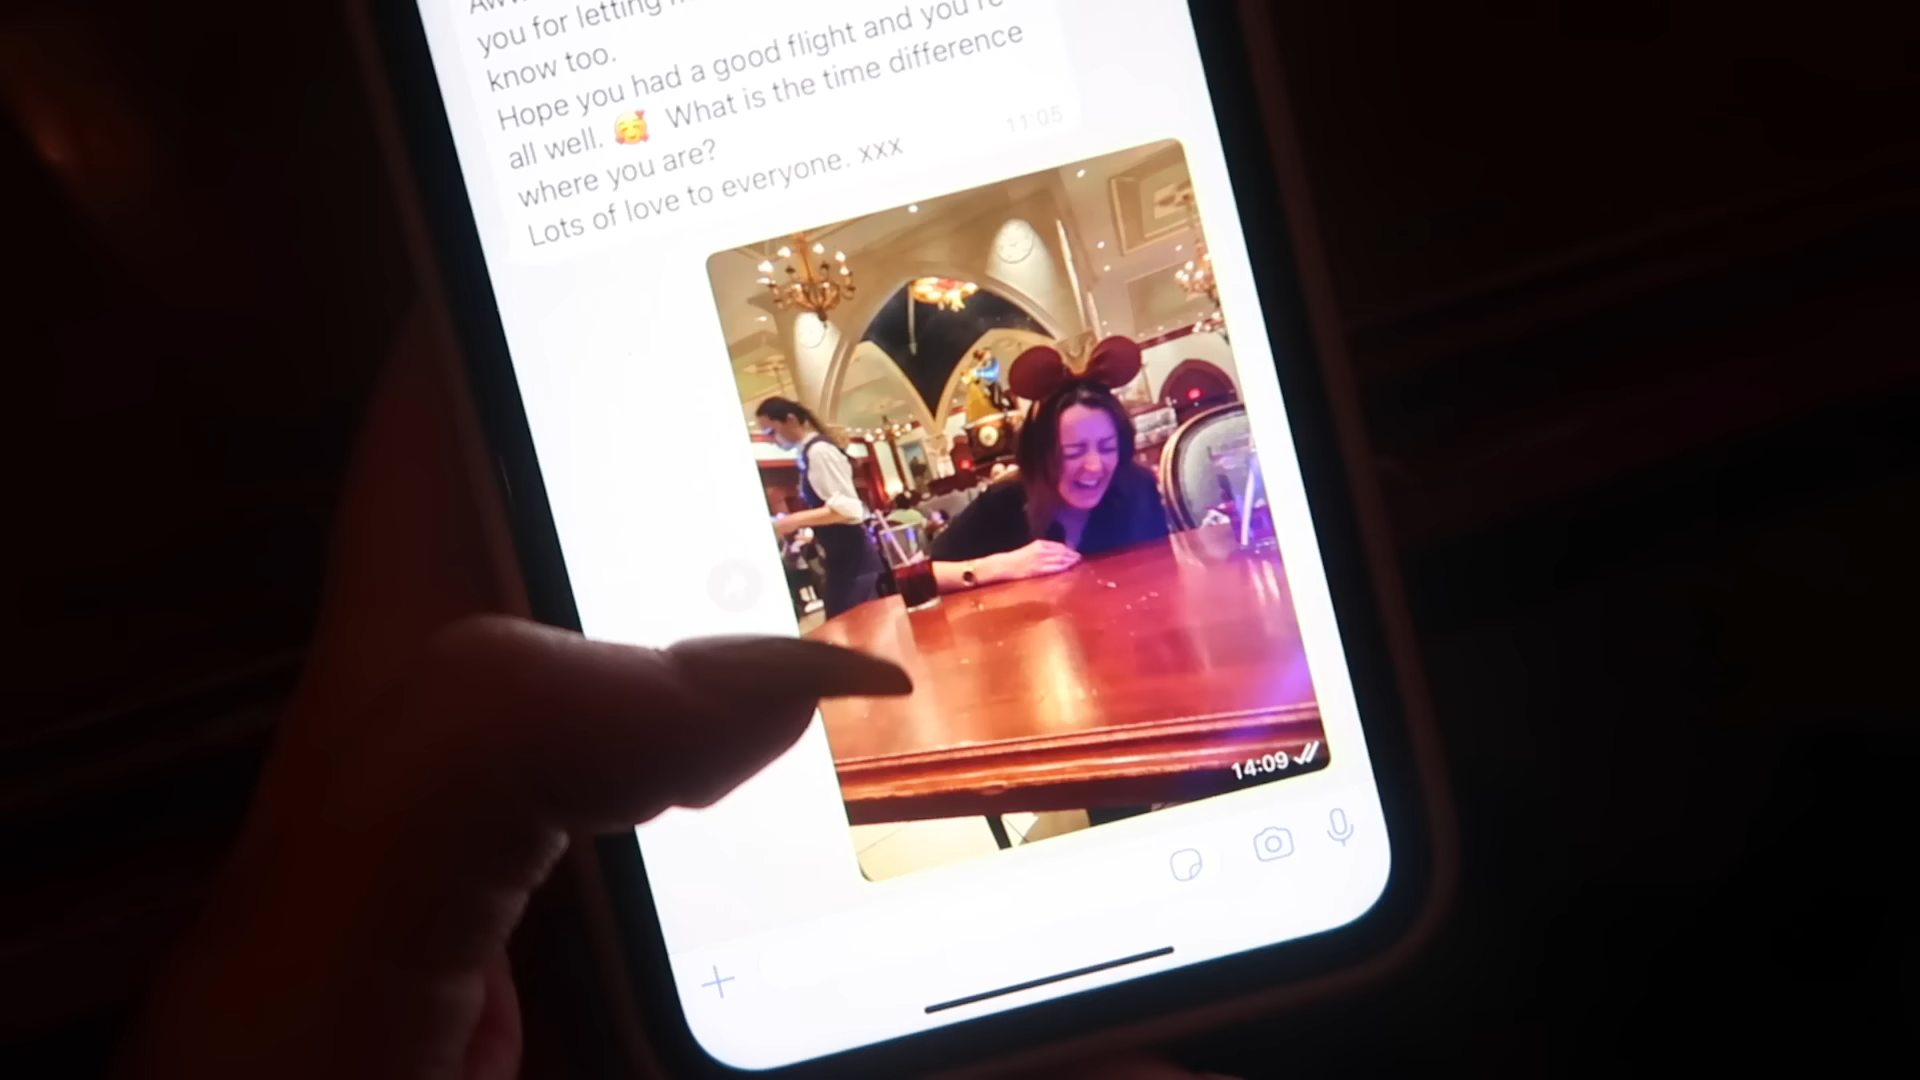 you for letting
know too.
Hope you had a good flight and you're
all well. 🥰 What is the time difference
where you are?
Lots of love to everyone. xxx
11:05
14:09